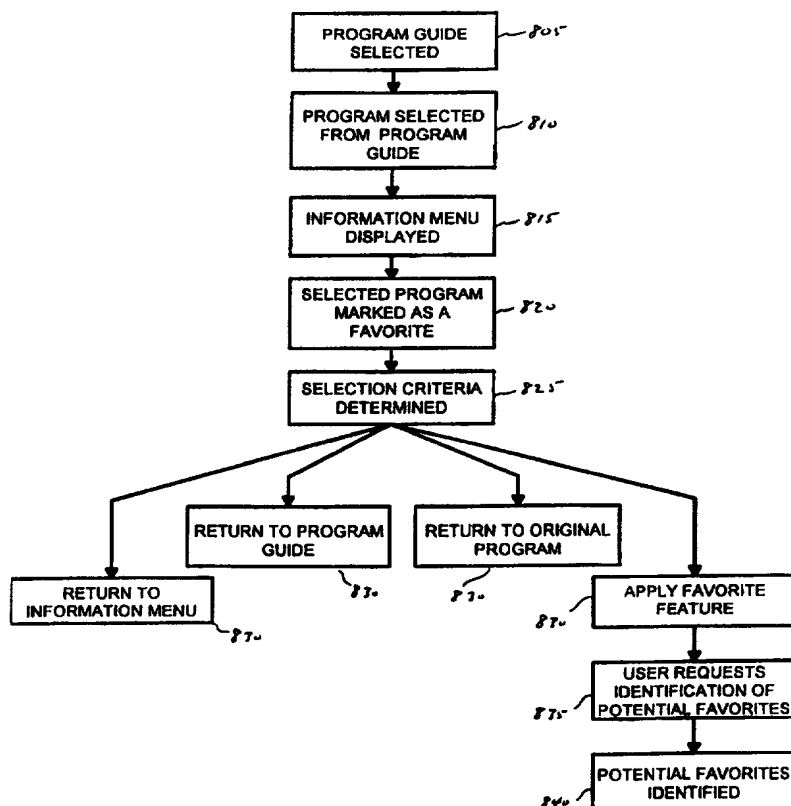 PROGRAM GUIDE
SELECTED
805
PROGRAM SELECTED
FROM PROGRAM
GUIDE
810
INFORMATION MENU
DISPLAYED
815
SELECTED PROGRAM
MARKED AS A
FAVORITE
820
SELECTION CRITERIA
DETERMINED
825
RETURN TO PROGRAM
GUIDE
830
RETURN TO ORIGINAL
PROGRAM
830
RETURN TO
INFORMATION MENU
830
APPLY FAVORITE
FEATURE
830
USER REQUESTS
IDENTIFICATION OF
POTENTIAL FAVORITES
835
POTENTIAL FAVORITES
IDENTIFIED
840